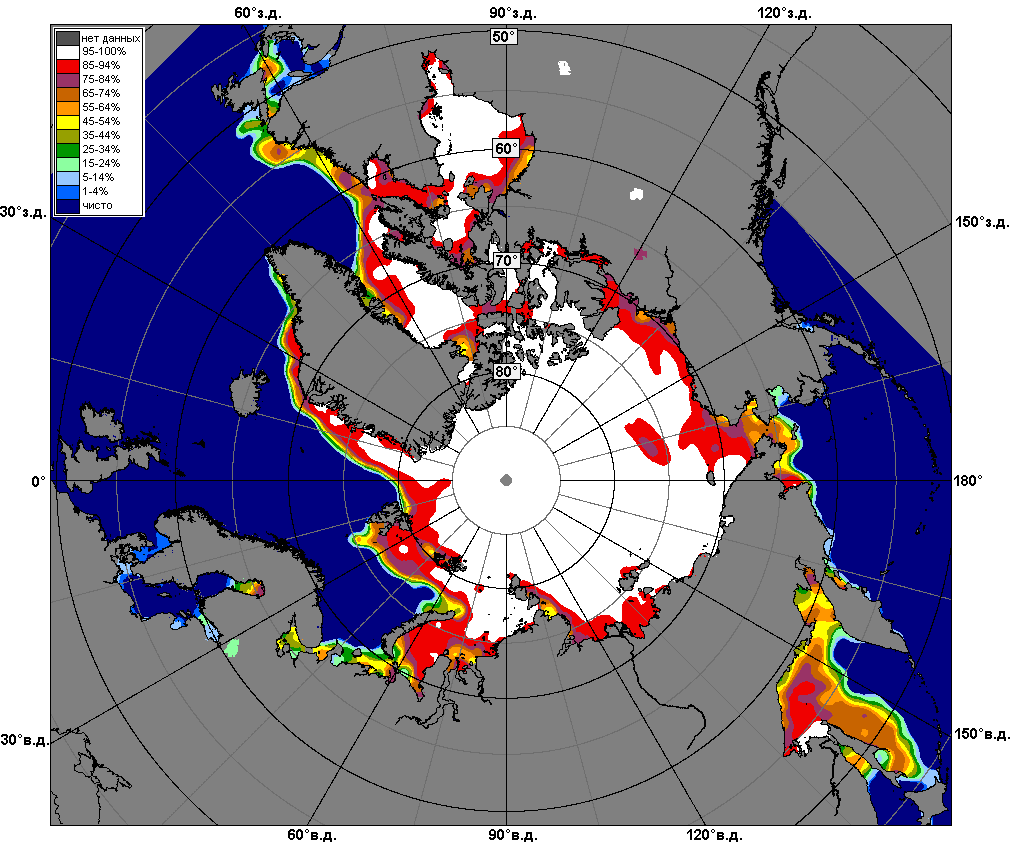 60°з.д.
90°з.д.
120°з.д.
50°
нет данных
95-100%
85-94%
75-84%
65-74%
55-64%
45-54%
35-44%
25-34%
15-24%
5-14%
1-4%
чисто
60°
30°з.д.
150°з.д.
70°
80°
0°
180°
30°в.д.
150°в.д.
60°в.д.
90°в.д.
120°в.д.